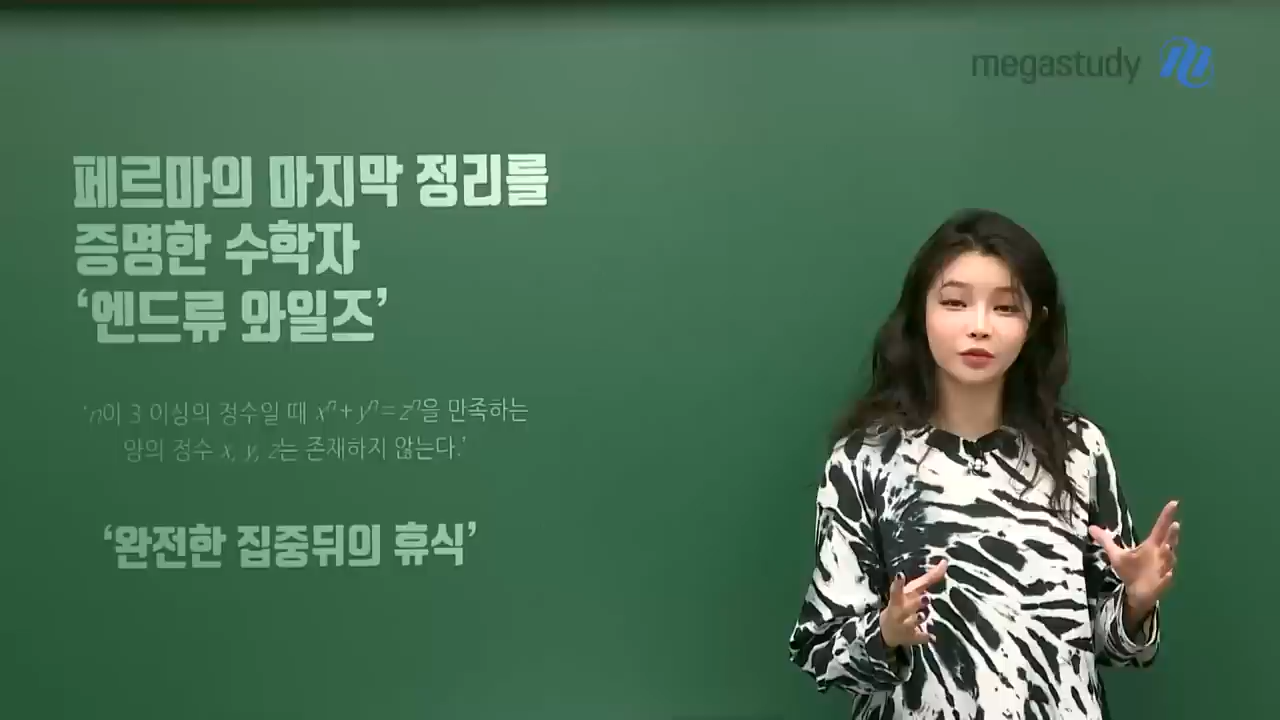 megastudy
페르마의 마지막 정리를
증명한 수학자
‘엔드류 와일즈’
‘n이 3 이상의 정수일 때 xⁿ + yⁿ = zⁿ을 만족하는
양의 정수 x, y, z는 존재하지 않는다.’
‘완전한 집중뒤의 휴식’